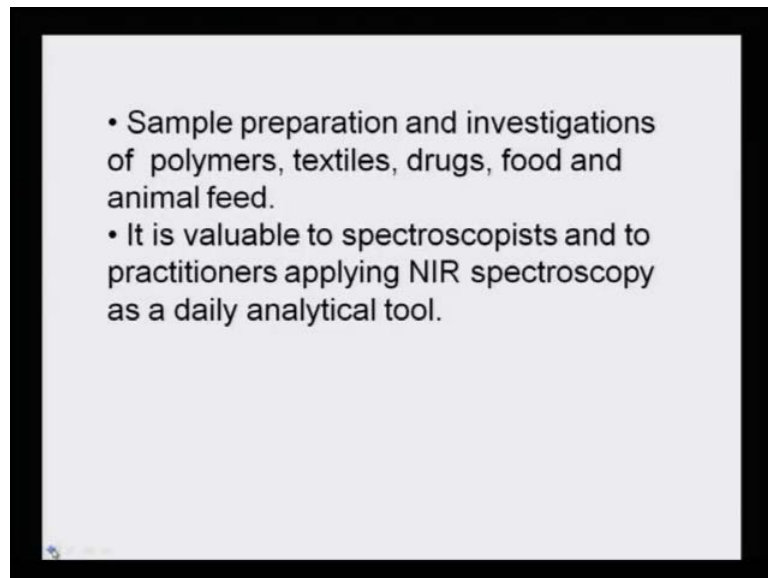 • Sample preparation and investigations
of polymers, textiles, drugs, food and
animal feed.
• It is valuable to spectroscopists and to
practitioners applying NIR spectroscopy
as a daily analytical tool.